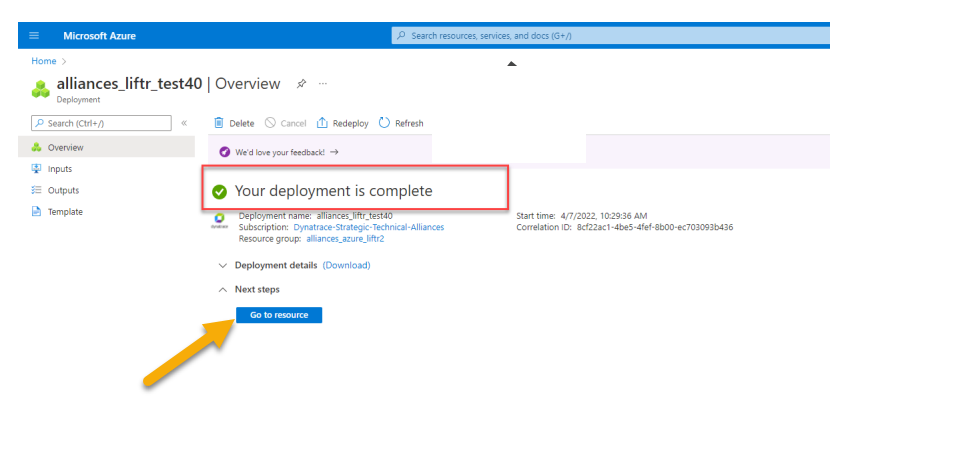 Microsoft Azure
Search resources, services, and docs (G+/)
Home >
alliances_liftr_test40 | Overview ...
Deployment
Search (Ctrl+/) «
Delete Cancel Redeploy Refresh
Overview
Inputs
Outputs
Template
We'd love your feedback! →
Your deployment is complete
Deployment name: alliances_liftr_test40
Subscription: Dynatrace-Strategic-Technical-Alliances
Resource group: alliances_azure_liftr2
Start time: 4/7/2022, 10:29:36 AM
Correlation ID: 8cf22ac1-4be5-4fef-8b00-ec703093b436
Deployment details (Download)
Next steps
Go to resource